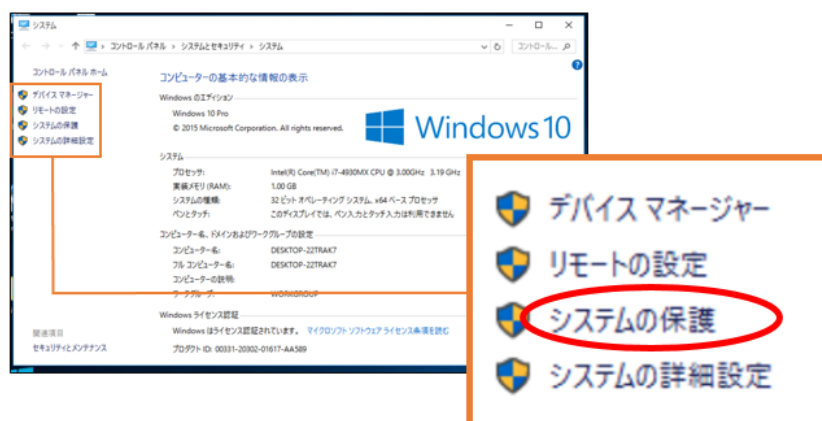 システム
コントロール パネル › システムとセキュリティ › システム
コントロール...
コントロール パネル ホーム
デバイス マネージャー
リモートの設定
システムの保護
システムの詳細設定
コンピューターの基本的な情報の表示
Windows のエディション
Windows 10 Pro
© 2015 Microsoft Corporation. All rights reserved.
Windows 10
システム
プロセッサ: Intel(R) Core(TM) i7-4930MX CPU @ 3.00GHz 3.19 GHz
実装メモリ (RAM): 1.00 GB
システムの種類: 32 ビット オペレーティング システム、x64 ベース プロセッサ
ペンとタッチ: このディスプレイでは、ペン入力とタッチ入力は利用できません
コンピューター名、ドメインおよびワークグループの設定
コンピューター名: DESKTOP-22TRAK7
フル コンピューター名: DESKTOP-22TRAK7
コンピューターの説明:
ワークグループ: WORKGROUP
Windows ライセンス認証
Windows はライセンス認証されています。 マイクロソフト ソフトウェア ライセンス条項を読む
プロダクト ID: 00331-20302-01617-AA589
関連項目
セキュリティとメンテナンス
デバイス マネージャー
リモートの設定
システムの保護
システムの詳細設定